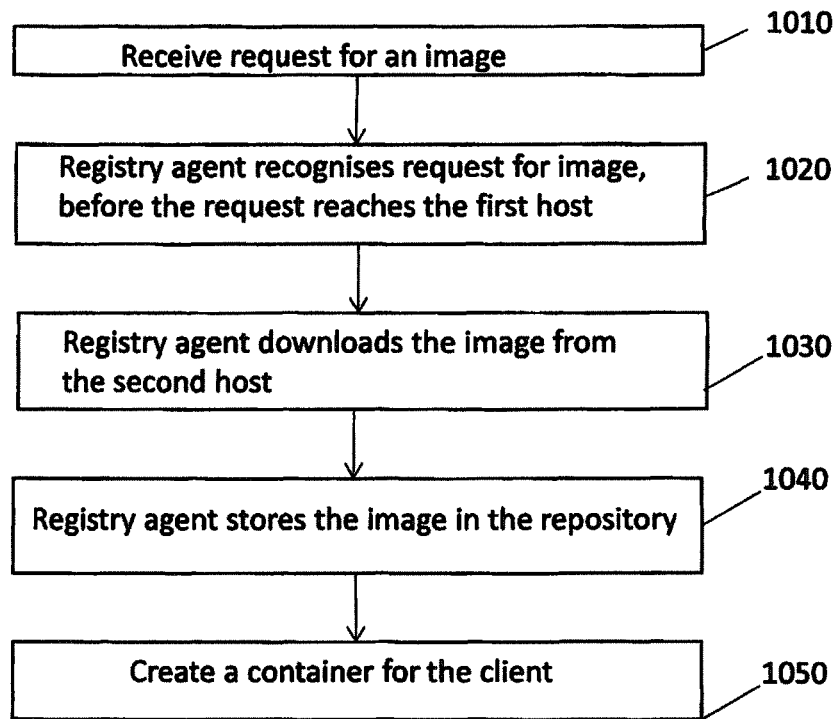 1010
Receive request for an image
Registry agent recognises request for image,
before the request reaches the first host
1020
Registry agent downloads the image from
the second host
1030
1040
Registry agent stores the image in the repository
Create a container for the client
1050